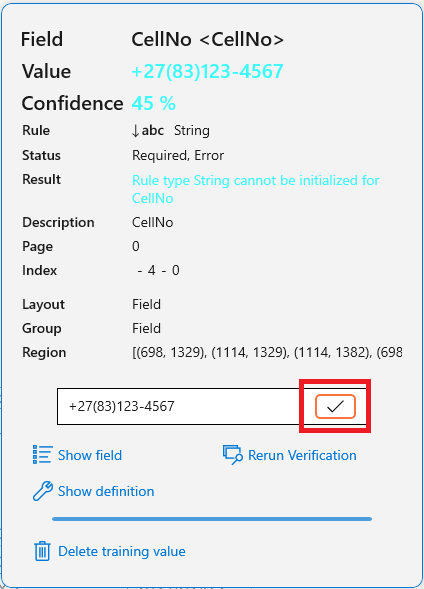 Field CellNo <CellNo>
Value +27(83)123-4567
Confidence 45 %
Rule ↓abc String
Status Required, Error
Result Rule type String cannot be initialized for
CellNo
Description CellNo
Page 0
Index - 4 - 0
Layout Field
Group Field
Region [(698, 1329), (1114, 1329), (1114, 1382), (698
+27(83)123-4567
Show field Rerun Verification
Show definition
Delete training value